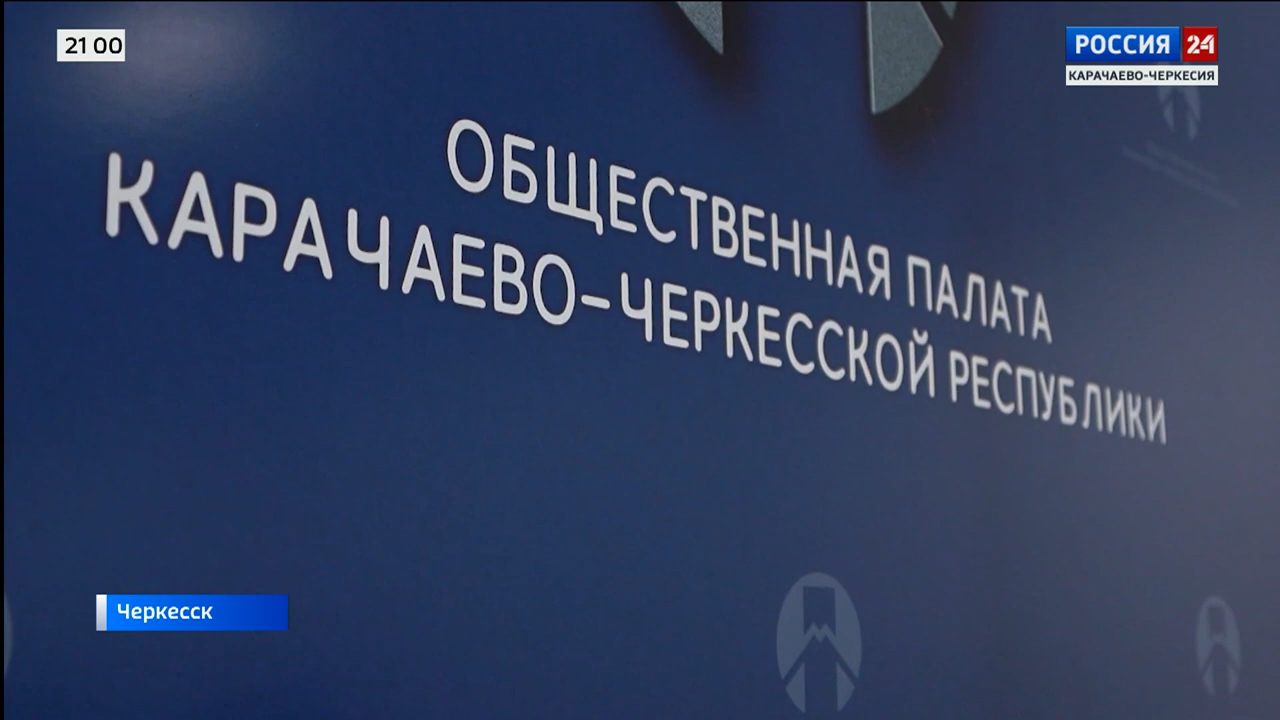 21 00
РОССИЯ 24
КАРАЧАЕВО-ЧЕРКЕСИЯ
ОБЩЕСТВЕННАЯ ПАЛАТА
КАРАЧАЕВО-ЧЕРКЕССКОЙ РЕСПУБЛИКИ
Черкесск